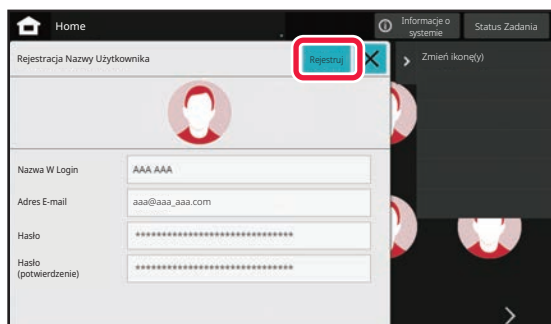 Home
Informacje o
systemie
Status Zadania
Rejestracja Nazwy Użytkownika
Rejestruj
Zmień ikonę(y)
Nazwa W Login
AAA AAA
Adres E-mail
aaa@aaa_aaa.com
Hasło
******************************
Hasło
(potwierdzenie)
******************************